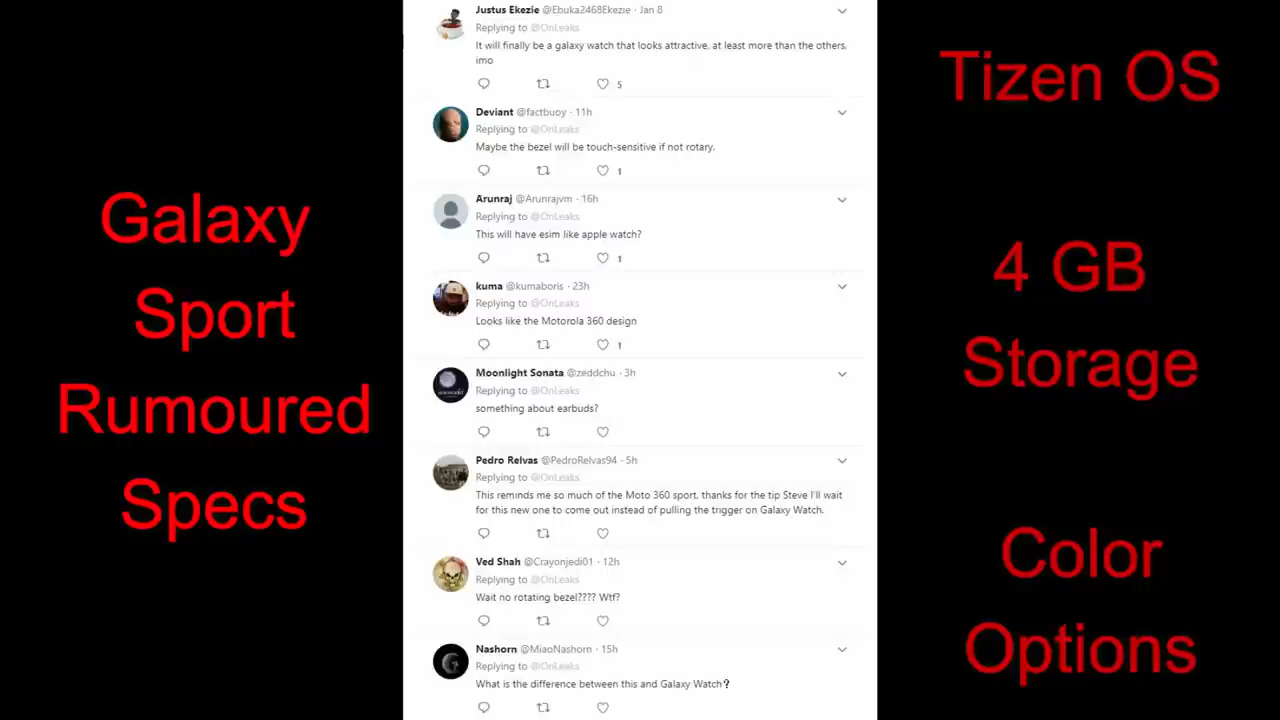 Galaxy
Sport
Rumoured
Specs
Justus Ekezie @Ebuka2468Ekezie · Jan 8
Replying to @OnLeaks
It will finally be a galaxy watch that looks attractive, at least more than the others,
imo
5
Deviant @factbuoy · 11h
Replying to @OnLeaks
Maybe the bezel will be touch-sensitive if not rotary.
1
Arunraj @Arunrajvm · 16h
Replying to @OnLeaks
This will have esim like apple watch?
1
kuma @kumaboris · 23h
Replying to @OnLeaks
Looks like the Motorola 360 design
1
Moonlight Sonata @zeddchu · 3h
Replying to @OnLeaks
something about earbuds?
Pedro Relvas @PedroRelvas94 · 5h
Replying to @OnLeaks
This reminds me so much of the Moto 360 sport, thanks for the tip Steve I'll wait
for this new one to come out instead of pulling the trigger on Galaxy Watch.
Ved Shah @Crayonjedi01 · 12h
Replying to @OnLeaks
Wait no rotating bezel???? Wtf?
Nashorn @MiaoNashorn · 15h
Replying to @OnLeaks
What is the difference between this and Galaxy Watch?
Tizen OS
4 GB
Storage
Color
Options